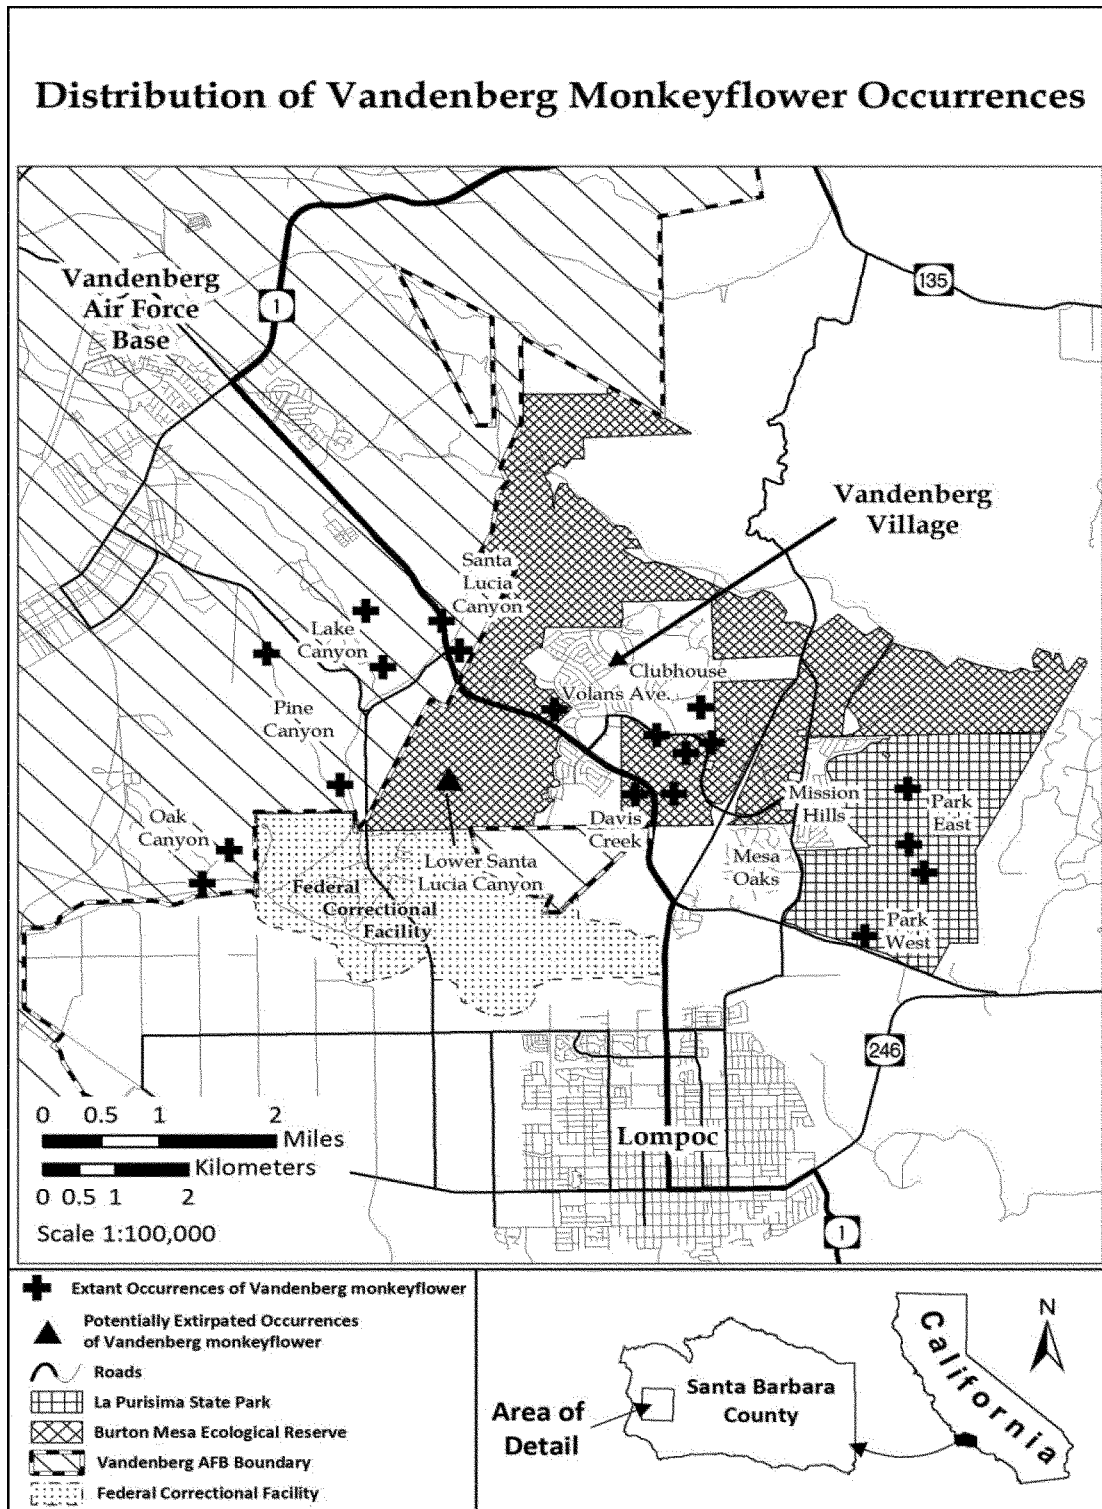 Distribution of Vandenberg Monkeyflower Occurrences
Vandenberg
Air Force
Base
1
135
Vandenberg
Village
Santa
Lucia
Canyon
Lake
Canyon
Clubhouse
Volans Ave.
Pine
Canyon
Oak
Canyon
Mission
Hills
Park
East
Davis
Creek
Mesa
Oaks
Lower Santa
Lucia Canyon
Federal
Correctional
Facility
Park
West
246
Lompoc
1
0 0.5 1 2
Miles
Kilometers
0 0.5 1 2
Scale 1:100,000
Extant Occurrences of Vandenberg monkeyflower
Potentially Extirpated Occurrences
of Vandenberg monkeyflower
Roads
La Purisima State Park
Burton Mesa Ecological Reserve
Vandenberg AFB Boundary
Federal Correctional Facility
Area of
Detail
Santa Barbara
County
California
N